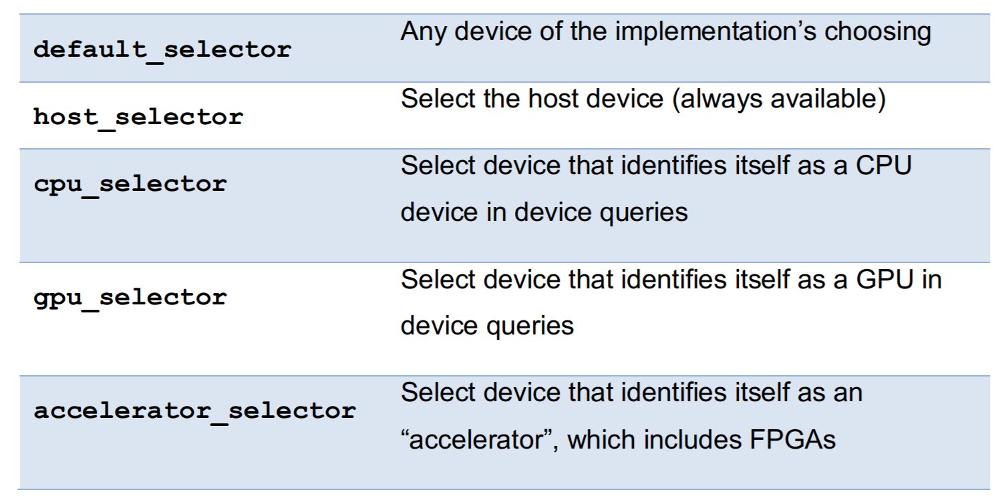 default_selector
Any device of the implementation’s choosing
host_selector
Select the host device (always available)
cpu_selector
Select device that identifies itself as a CPU
device in device queries
gpu_selector
Select device that identifies itself as a GPU in
device queries
accelerator_selector
Select device that identifies itself as an
“accelerator”, which includes FPGAs